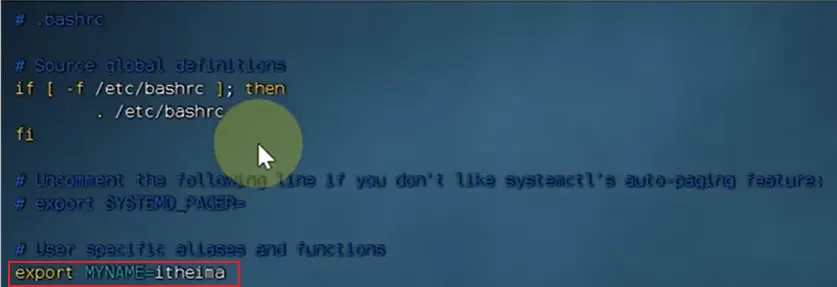 # .bashrc
# Source global definitions
if [ -f /etc/bashrc ]; then
. /etc/bashrc
fi
# Uncomment the following line if you don't like systemctl's auto-paging feature:
# export SYSTEMD_PAGER=
# User specific aliases and functions
export MYNAME=itheima